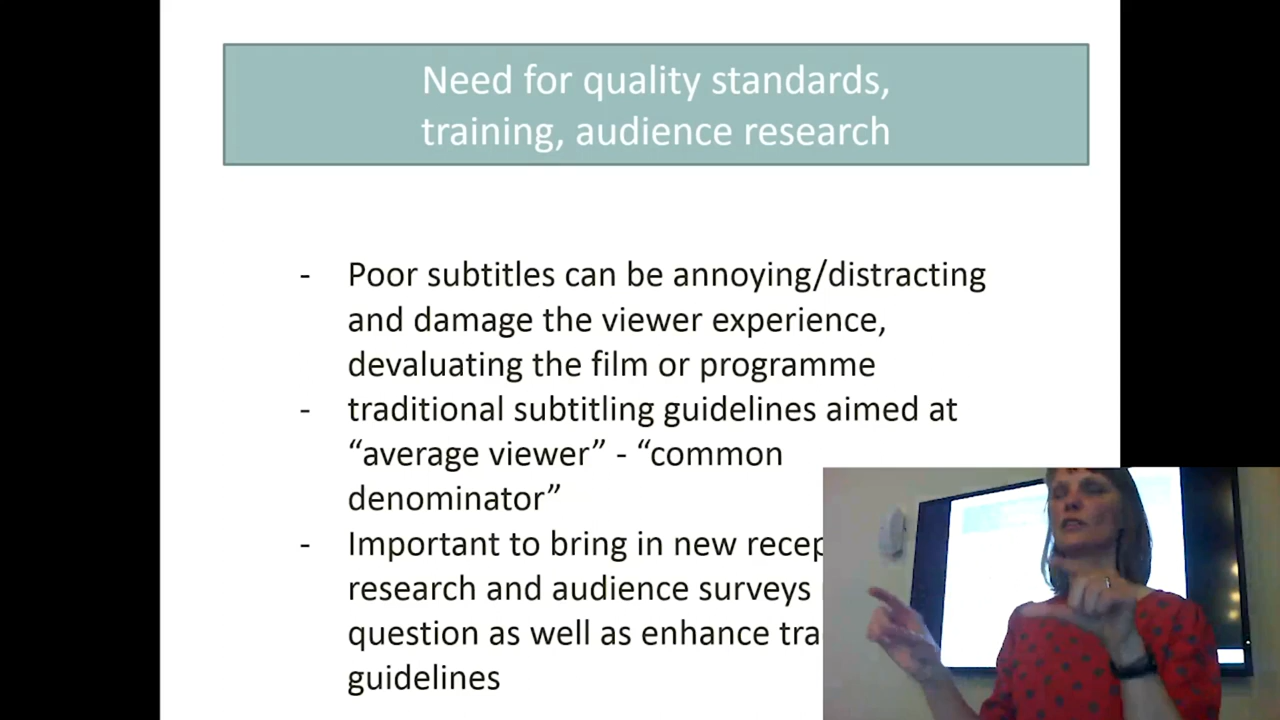 Need for quality standards,
training, audience research
- Poor subtitles can be annoying/distracting
and damage the viewer experience,
devaluating the film or programme
- traditional subtitling guidelines aimed at
“average viewer” - “common
denominator”
- Important to bring in new
research and audience surveys
question as well as enhance
guidelines